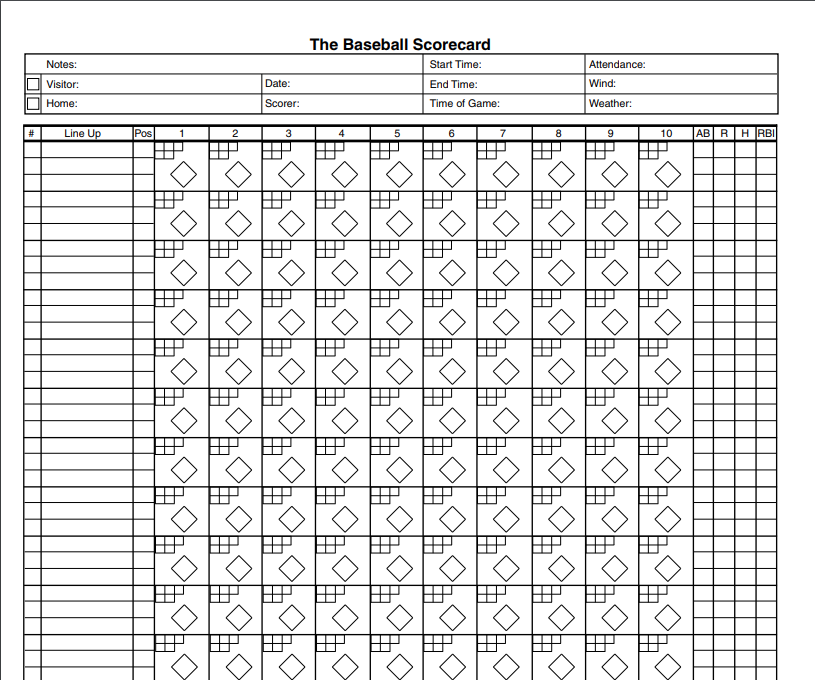 The Baseball Scorecard
Notes: Start Time: Attendance:
Visitor: Date: End Time: Wind:
Home: Scorer: Time of Game: Weather:
# Line Up Pos 1 2 3 4 5 6 7 8 9 10 AB R H RBI